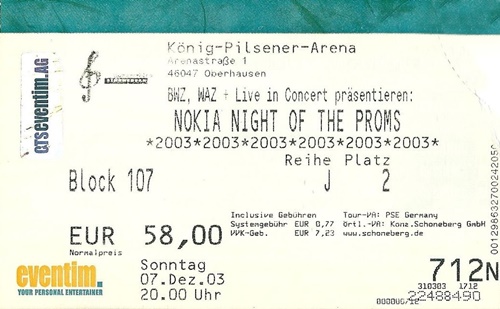 König-Pilsener-Arena
Arenastraße 1
46047 Oberhausen
BWZ, WAZ + Live in Concert präsentieren:
NOKIA NIGHT OF THE PROMS
*2003*2003*2003*2003*2003*2003*
Reihe Platz
Block 107 J 2
Inclusive Gebühren Tour-VA: PSE Germany
Systemgebühr EUR 0,77 Örtl.-VA: Konz.Schoneberg GmbH
VVK-Geb. EUR 7,23 www.schoneberg.de
EUR 58,00
Normalpreis
Sonntag
07.Dez.03
20.00 Uhr
712N
310303 1712
22488490
eventim.
YOUR PERSONAL ENTERTAINER
ctseventim.AG